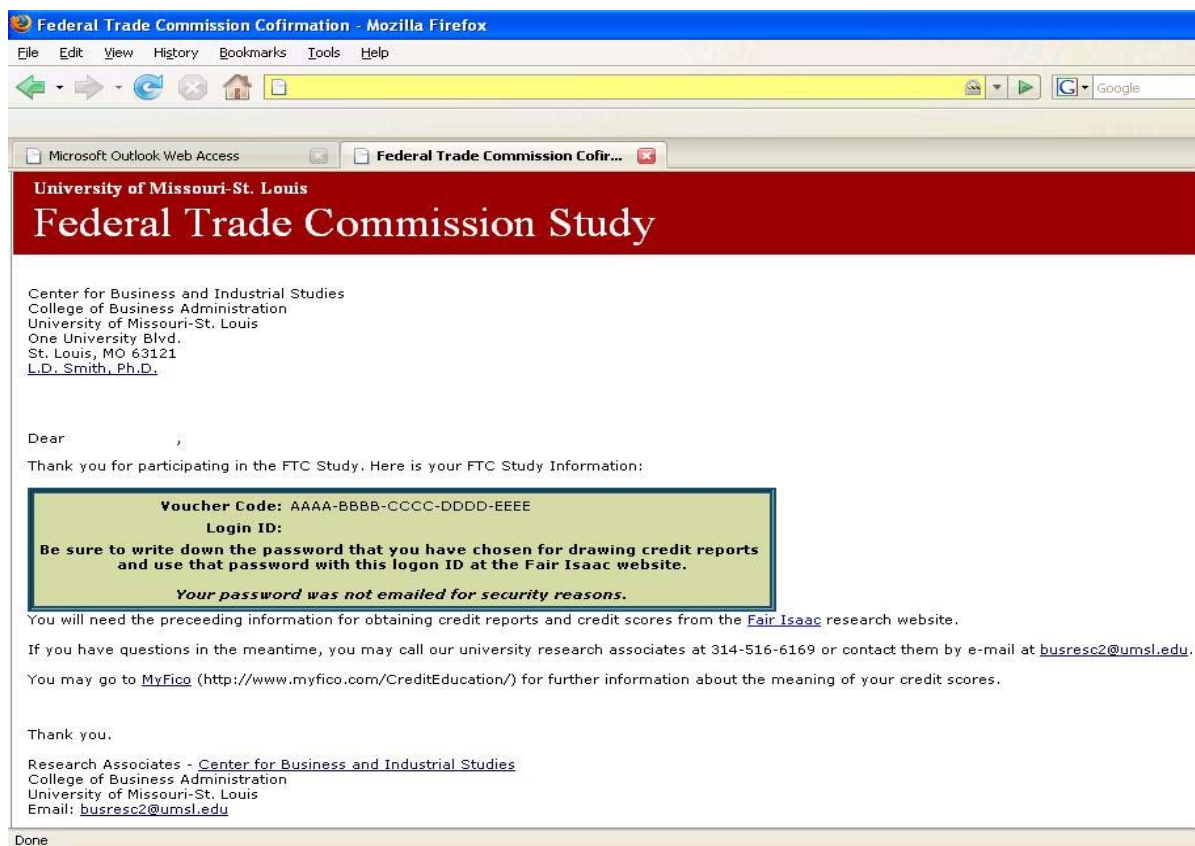 Federal Trade Commission Cofirmation - Mozilla Firefox
File Edit View History Bookmarks Tools Help
G Google
Microsoft Outlook Web Access Federal Trade Commission Cofir...
University of Missouri-St. Louis
Federal Trade Commission Study
Center for Business and Industrial Studies
College of Business Administration
University of Missouri-St. Louis
One University Blvd.
St. Louis, MO 63121
L.D. Smith, Ph.D.
Dear ,
Thank you for participating in the FTC Study. Here is your FTC Study Information:
Voucher Code: AAAA-BBBB-CCCC-DDDD-EEEE
Login ID:
Be sure to write down the password that you have chosen for drawing credit reports
and use that password with this logon ID at the Fair Isaac website.
Your password was not emailed for security reasons.
You will need the preceeding information for obtaining credit reports and credit scores from the Fair Isaac research website.
If you have questions in the meantime, you may call our university research associates at 314-516-6169 or contact them by e-mail at busresc2@umsl.edu.
You may go to MyFico (http://www.myfico.com/CreditEducation/) for further information about the meaning of your credit scores.
Thank you.
Research Associates - Center for Business and Industrial Studies
College of Business Administration
University of Missouri-St. Louis
Email: busresc2@umsl.edu
Done